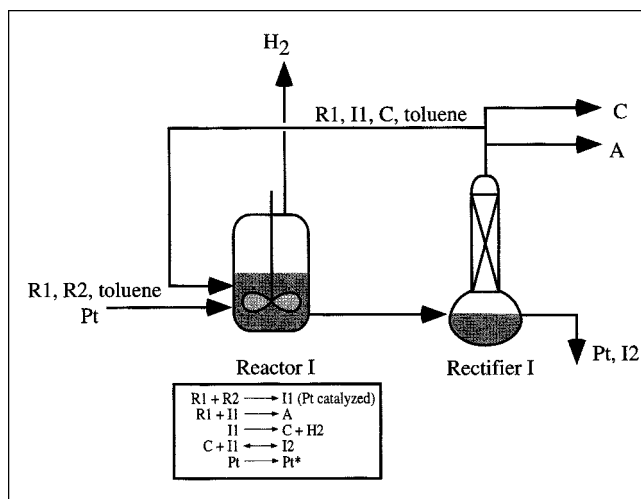 H2
R1, I1, C, toluene
C
A
R1, R2, toluene
Pt
Reactor I
Rectifier I
Pt, I2
R1 + R2 ⟶ I1 (Pt catalyzed)
R1 + I1 ⟶ A
I1 ⟶ C + H2
C + I1 ⟷ I2
Pt ⟶ Pt*